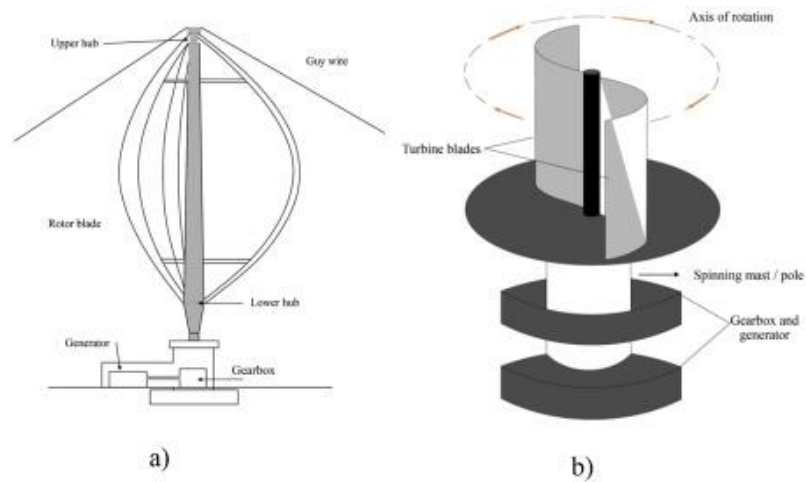 Upper hub
Guy wire
Rotor blade
Lower hub
Generator
Gearbox
a)
Axis of rotation
Turbine blades
Spinning mast / pole
Gearbox and
generator
b)